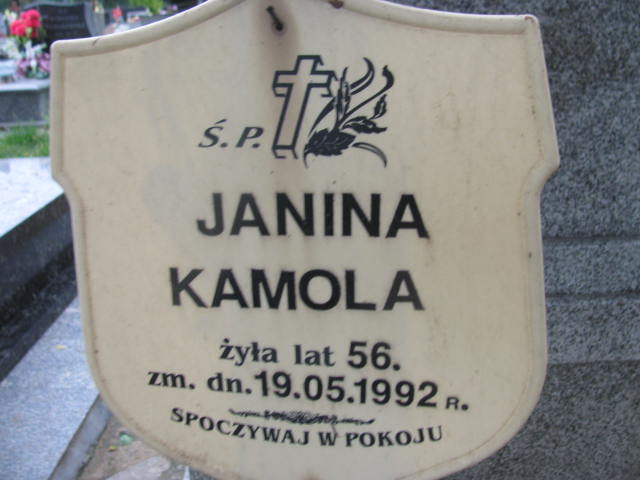 Ś.P.
JANINA
KAMOLA
żyła lat 56.
zm. dn. 19.05.1992 R.
SPOCZYWAJ W POKOJU